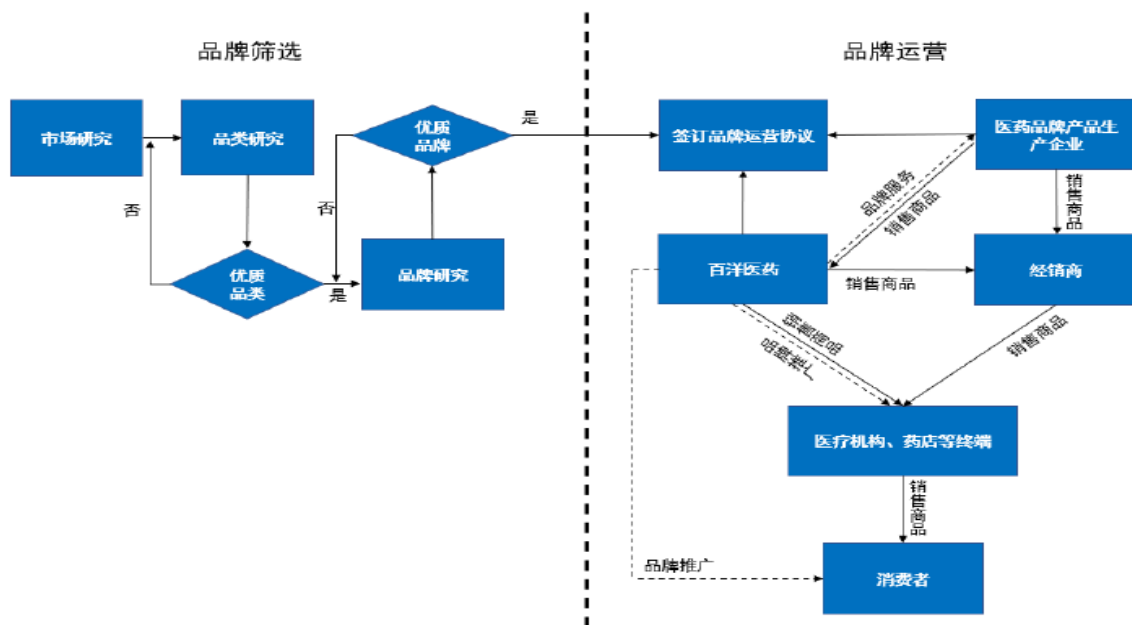 品牌筛选
品牌运营
市场研究
品类研究
优质
品牌
是
签订品牌运营协议
医药品牌产品生
产企业
否
否
品牌服务
销售商品
销售商品
优质
品类
是
品牌研究
百洋医药
销售商品
经销商
销售商品
品牌推广
销售商品
医疗机构、药店等终端
销售商品
品牌推广
消费者